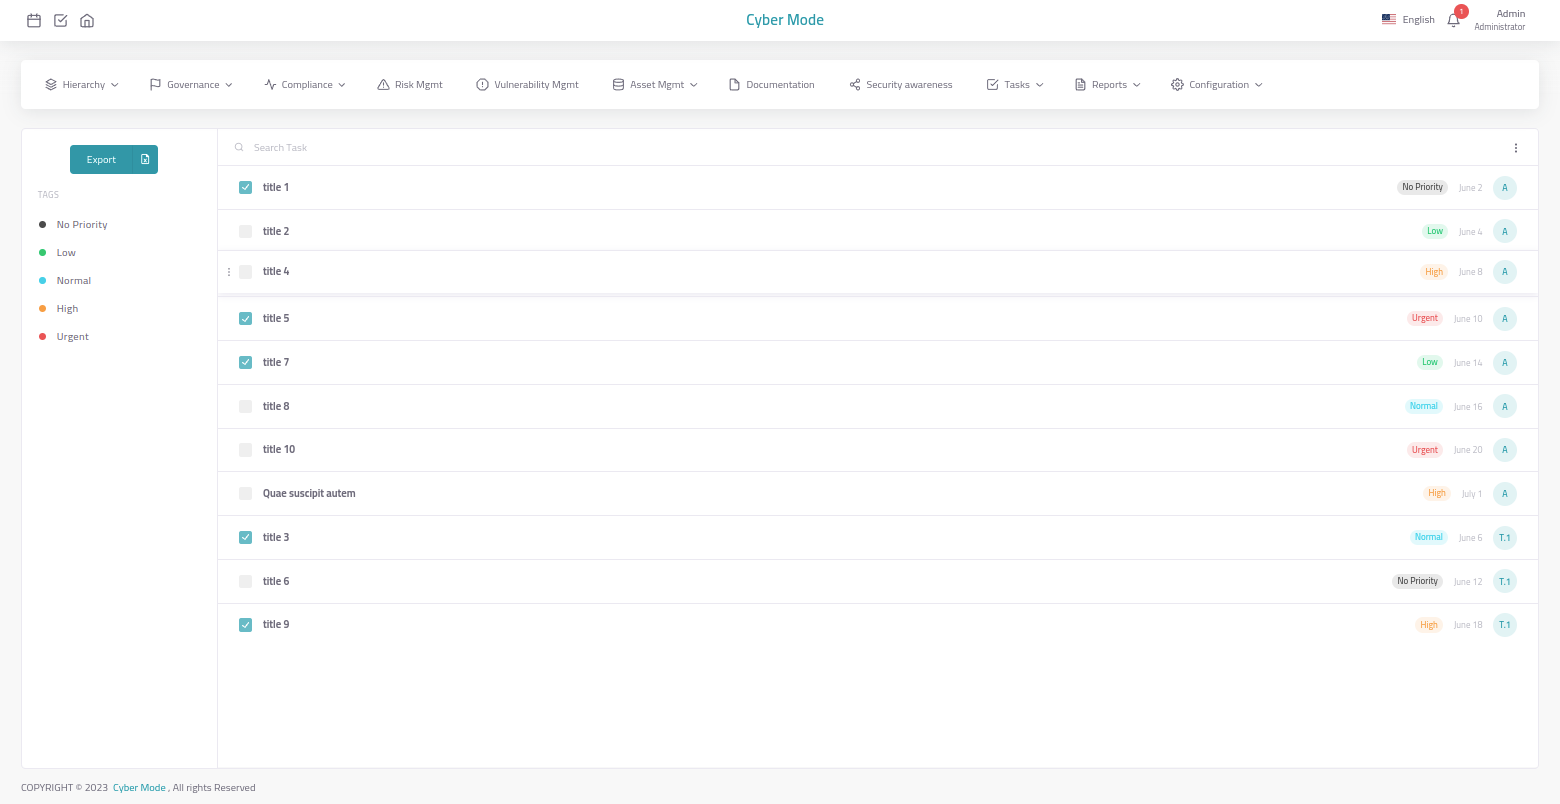 Cyber Mode
English
1
Admin
Administrator
Hierarchy Governance Compliance Risk Mgmt Vulnerability Mgmt Asset Mgmt Documentation Security awareness Tasks Reports Configuration
Export
TAGS
No Priority
Low
Normal
High
Urgent
Search Task
title 1 No Priority June 2 A
title 2 Low June 4 A
title 4 High June 8 A
title 5 Urgent June 10 A
title 7 Low June 14 A
title 8 Normal June 16 A
title 10 Urgent June 20 A
Quae suscipit autem High July 1 A
title 3 Normal June 6 T.1
title 6 No Priority June 12 T.1
title 9 High June 18 T.1
COPYRIGHT © 2023 Cyber Mode , All rights Reserved